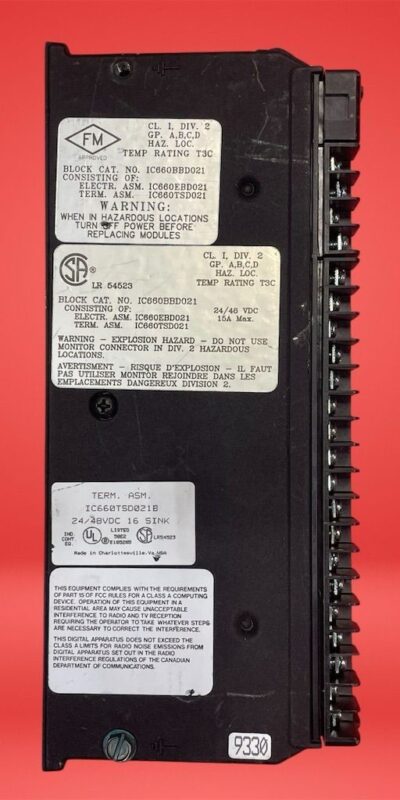 FM
APPROVED
CL. I, DIV. 2
GP. A,B,C,D
HAZ. LOC.
TEMP RATING T3C
BLOCK CAT. NO. IC660BBD021
CONSISTING OF:
ELECTR. ASM. IC660EBD021
TERM. ASM. IC660TSD021
WARNING:
WHEN IN HAZARDOUS LOCATIONS
TURN OFF POWER BEFORE
REPLACING MODULES
SA ®
LR 54523
CL. I, DIV. 2
GP. A,B,C,D
HAZ. LOC.
TEMP RATING T3C
BLOCK CAT. NO. IC660BBD021
CONSISTING OF: 24/48 VDC
ELECTR. ASM. IC660EBD021 15A Max.
TERM. ASM. IC660TSD021
WARNING – EXPLOSION HAZARD – DO NOT USE
MONITOR CONNECTOR IN DIV. 2 HAZARDOUS
LOCATIONS.
AVERTISMENT – RISQUE D'EXPLOSION – IL FAUT
PAS UTILISER MONITOR REJOINDRE DANS LES
EMPLACEMENTS DANGEREUX DIVISION 2.
TERM. ASM.
IC660TSD021B
24/48VDC 16 SINK
IND.
CONT
EQ.
UL ®
LISTED
SA
LR54523
Made in Charlottesville, Va. USA
THIS EQUIPMENT COMPLIES WITH THE REQUIREMENTS
OF PART 15 OF FCC RULES FOR A CLASS A COMPUTING
DEVICE. OPERATION OF THIS EQUIPMENT IN A
RESIDENTIAL AREA MAY CAUSE UNACCEPTABLE
INTERFERENCE TO RADIO AND TV RECEPTION
REQUIRING THE OPERATOR TO TAKE WHATEVER STEPS
ARE NECESSARY TO CORRECT THE INTERFERENCE.
THIS DIGITAL APPARATUS DOES NOT EXCEED THE
CLASS A LIMITS FOR RADIO NOISE EMISSIONS FROM
DIGITAL APPARATUS SET OUT IN THE RADIO
INTERFERENCE REGULATIONS OF THE CANADIAN
DEPARTMENT OF COMMUNICATIONS.
9330